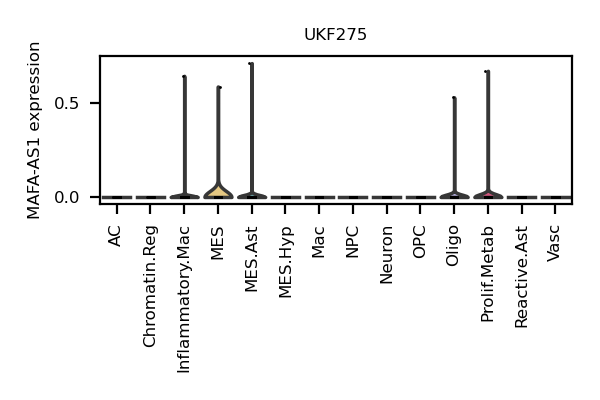 UKF275
MAFA-AS1 expression
0.5
0.0
AC
Chromatin.Reg
Inflammatory.Mac
MES
MES.Ast
MES.Hyp
Mac
NPC
Neuron
OPC
Oligo
Prolif.Metab
Reactive.Ast
Vasc